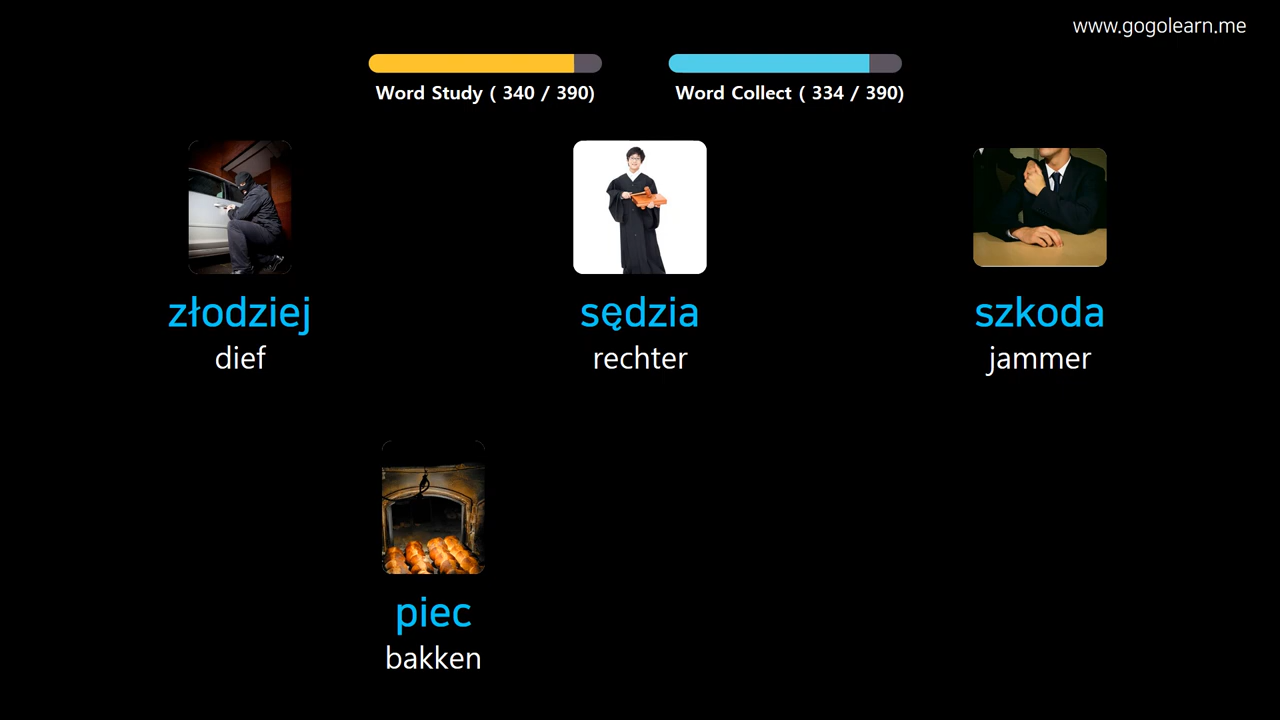 www.gogolearn.me
Word Study ( 340 / 390)
Word Collect ( 334 / 390)
złodziej
dief
sędzia
rechter
szkoda
jammer
piec
bakken